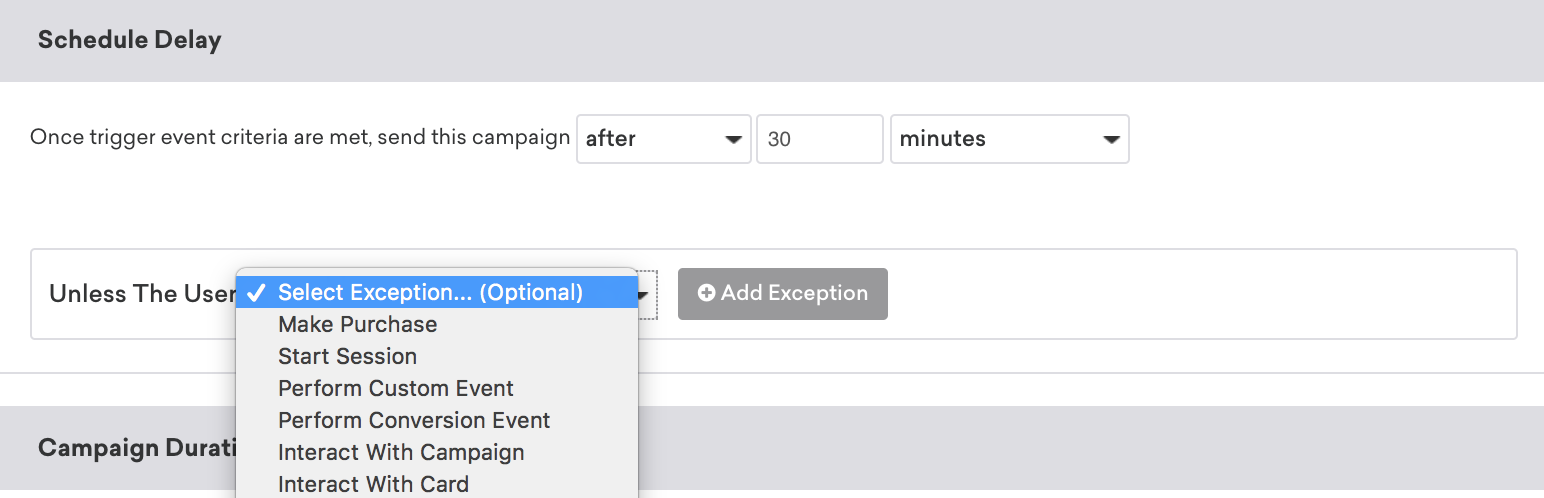 Schedule Delay
Once trigger event criteria are met, send this campaign after 30 minutes
Unless The User Select Exception... (Optional) Add Exception
Make Purchase
Start Session
Perform Custom Event
Perform Conversion Event
Campaign Durati Interact With Campaign
Interact With Card